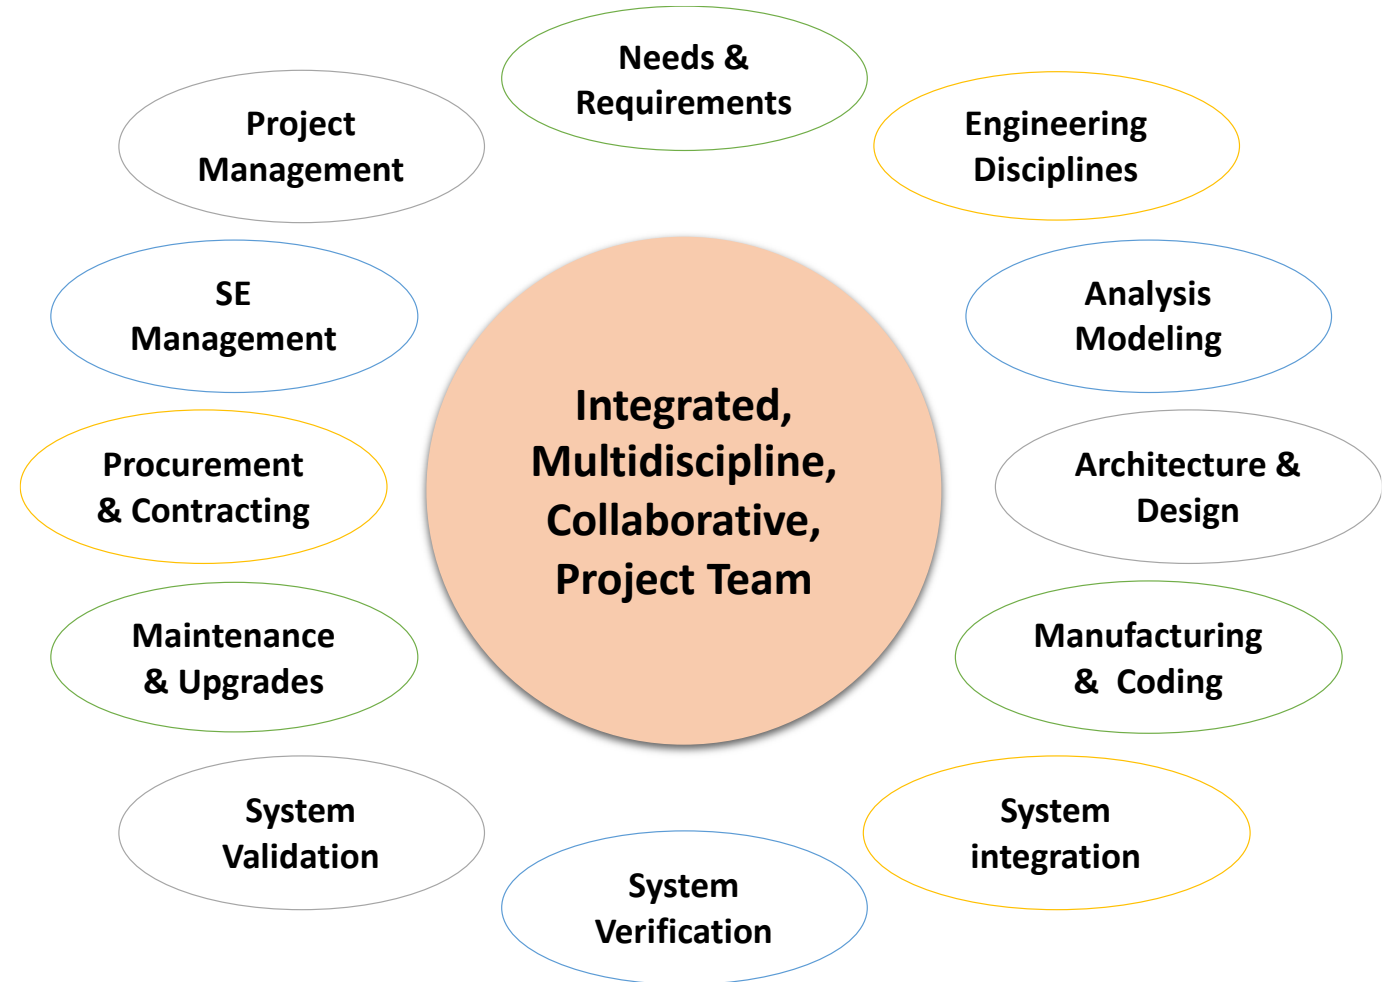 Needs &
Requirements
Project
Management
Engineering
Disciplines
SE
Management
Analysis
Modeling
Integrated,
Multidiscipline,
Collaborative,
Project Team
Procurement
& Contracting
Architecture &
Design
Maintenance
& Upgrades
Manufacturing
&  Coding
System
Validation
System
integration
System
Verification